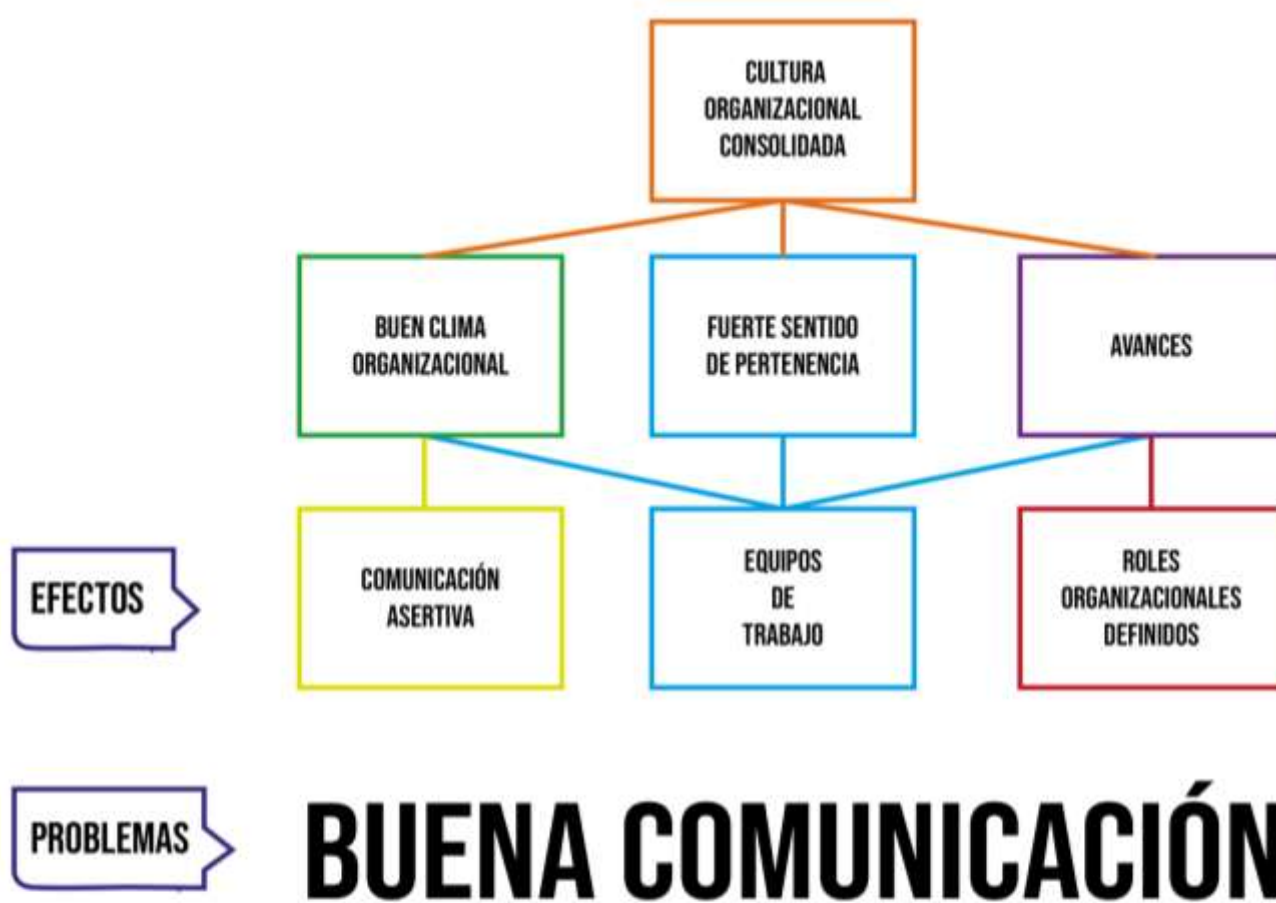 CULTURA
ORGANIZACIONAL
CONSOLIDADA
BUEN CLIMA
ORGANIZACIONAL
FUERTE SENTIDO
DE PERTENENCIA
AVANCES
EFECTOS
COMUNICACIÓN
ASERTIVA
EQUIPOS
DE
TRABAJO
ROLES
ORGANIZACIONALES
DEFINIDOS
PROBLEMAS
BUENA COMUNICACIÓN